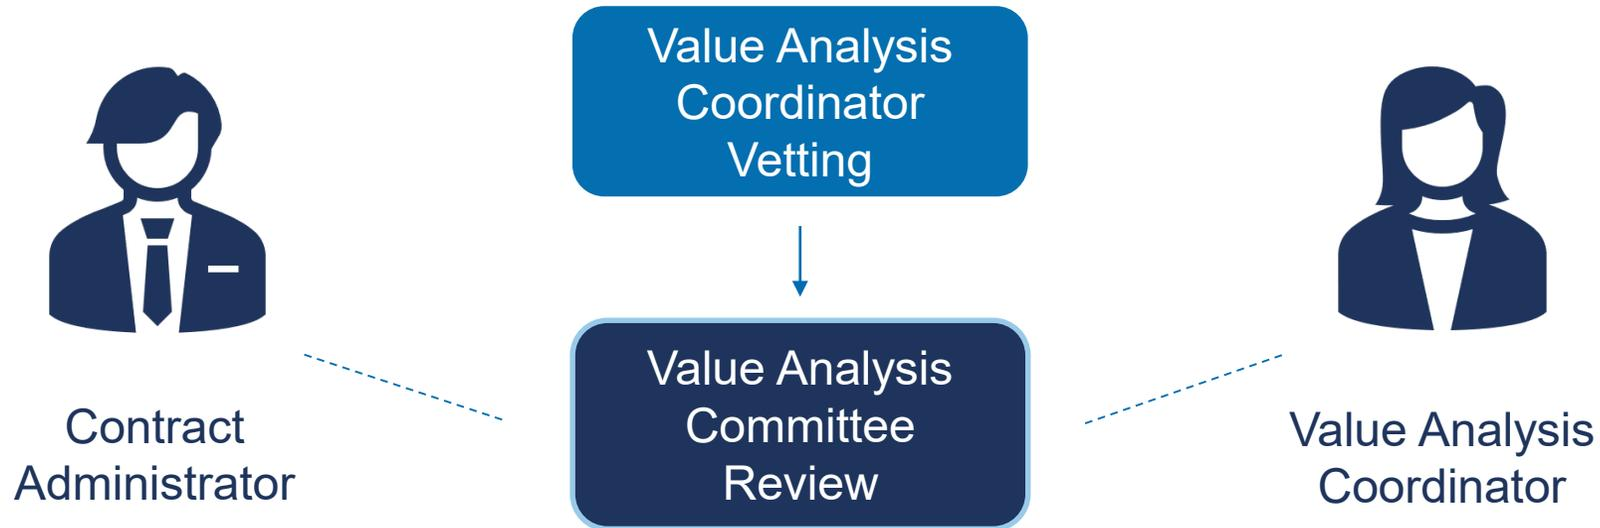 Value Analysis
Coordinator
Vetting
Value Analysis
Committee
Review
Contract
Administrator
Value Analysis
Coordinator